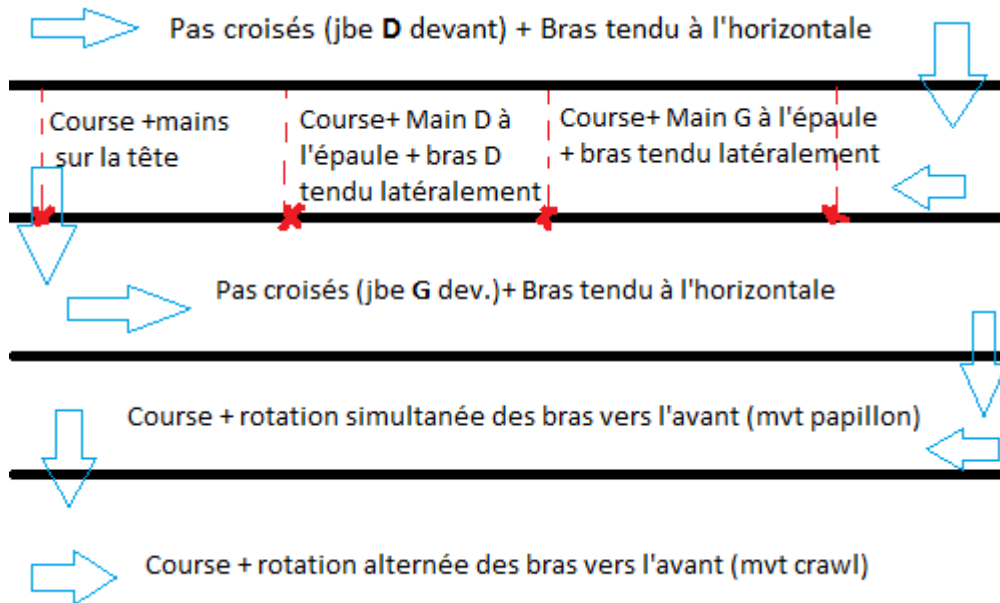 Pas croisés (jbe D devant) + Bras tendu à l'horizontale
Course +mains
sur la tête
Course+ Main D à
l'épaule + bras D
tendu latéralement
Course+ Main G à l'épaule
+ bras tendu latéralement
Pas croisés (jbe G dev.)+ Bras tendu à l'horizontale
Course + rotation simultanée des bras vers l'avant (mvt papillon)
Course + rotation alternée des bras vers l'avant (mvt crawl)